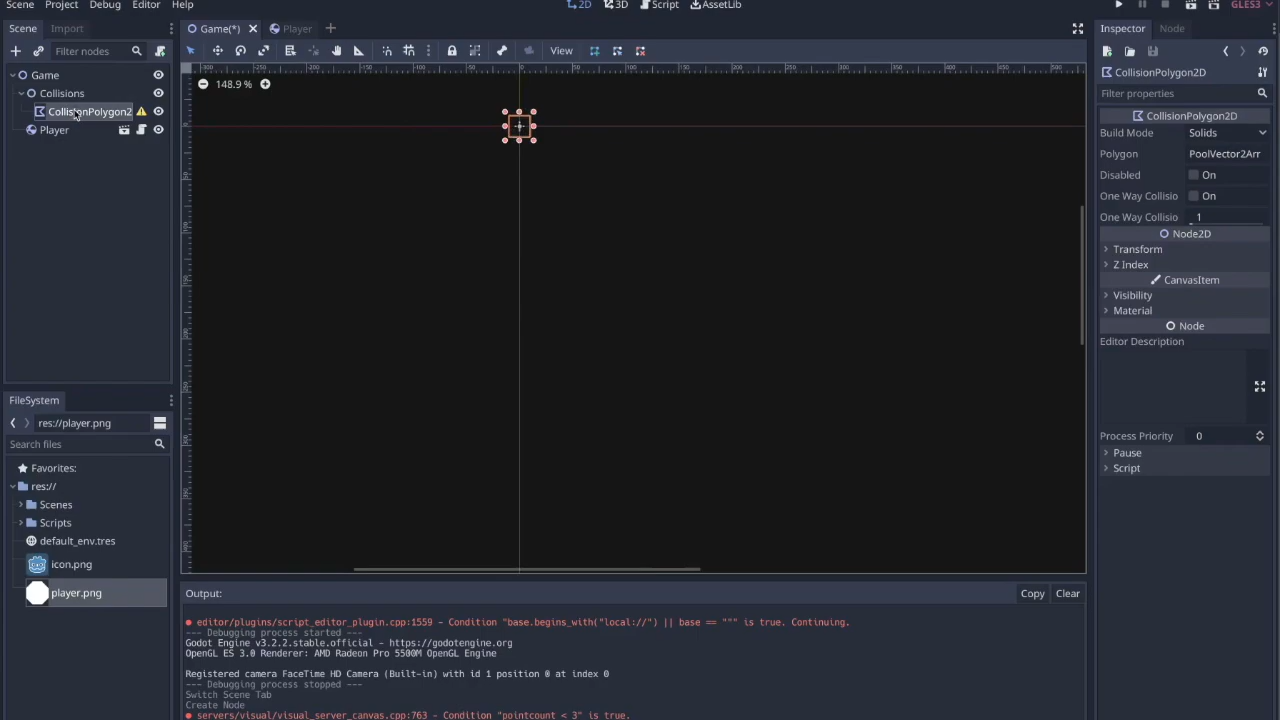 Scene Project Debug Editor Help
2D 3D Script AssetLib
GLES3
Scene Import
Game(*) Player
Inspector Node
Filter nodes
View
Game
Collisions
CollisionPolygon2
Player
148.9 %
CollisionPolygon2D
Filter properties
CollisionPolygon2D
Build Mode Solids
Polygon PoolVector2Arr
Disabled On
One Way Collisio On
One Way Collisio 1
Node2D
Transform
Z Index
CanvasItem
Visibility
Material
Node
Editor Description
Process Priority 0
Pause
Script
FileSystem
res://player.png
Search files
Favorites:
res://
Scenes
Scripts
default_env.tres
icon.png
player.png
Output:
Copy Clear
editor/plugins/script_editor_plugin.cpp:1559 - Condition "base.begins_with("local://") || base == """ is true. Continuing.
--- Debugging process started ---
Godot Engine v3.2.2.stable.official - https://godotengine.org
OpenGL ES 3.0 Renderer: AMD Radeon Pro 5500M OpenGL Engine
Registered camera FaceTime HD Camera (Built-in) with id 1 position 0 at index 0
--- Debugging process stopped ---
Switch Scene Tab
Create Node
servers/visual/visual_server_canvas.cpp:763 - Condition "pointcount < 3" is true.